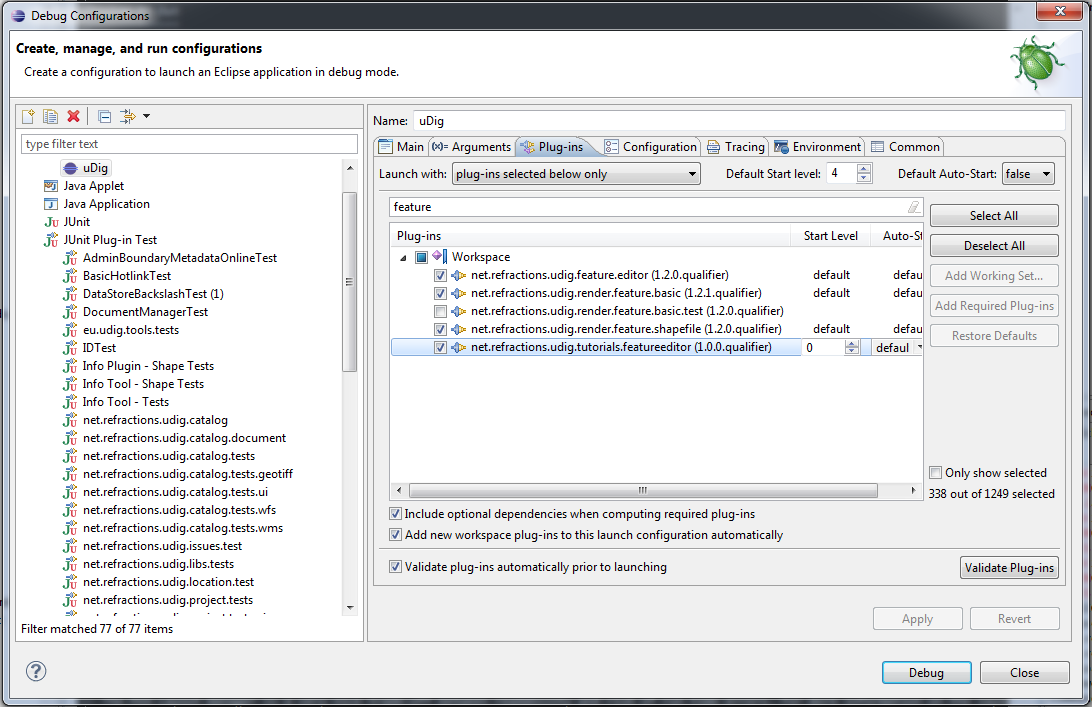 Debug Configurations
Create, manage, and run configurations
Create a configuration to launch an Eclipse application in debug mode.
type filter text
uDig
Java Applet
Java Application
JUnit
JUnit Plug-in Test
AdminBoundaryMetadataOnlineTest
BasicHotlinkTest
DataStoreBackslashTest (1)
DocumentManagerTest
eu.udig.tools.tests
IDTest
Info Plugin - Shape Tests
Info Tool - Shape Tests
Info Tool - Tests
net.refractions.udig.catalog
net.refractions.udig.catalog.document
net.refractions.udig.catalog.tests
net.refractions.udig.catalog.tests.geotiff
net.refractions.udig.catalog.tests.ui
net.refractions.udig.catalog.tests.wfs
net.refractions.udig.catalog.tests.wms
net.refractions.udig.issues.test
net.refractions.udig.libs.tests
net.refractions.udig.location.test
net.refractions.udig.project.tests
Filter matched 77 of 77 items
Name: uDig
Main (x)= Arguments Plug-ins Configuration Tracing Environment Common
Launch with: plug-ins selected below only Default Start level: 4 Default Auto-Start: false
feature
Plug-ins Start Level Auto-St
Workspace
net.refractions.udig.feature.editor (1.2.0.qualifier) default defau
net.refractions.udig.render.feature.basic (1.2.1.qualifier) default defau
net.refractions.udig.render.feature.basic.test (1.2.0.qualifier)
net.refractions.udig.render.feature.shapefile (1.2.0.qualifier) default defau
net.refractions.udig.tutorials.featureeditor (1.0.0.qualifier) 0 defaul
Select All
Deselect All
Add Working Set...
Add Required Plug-ins
Restore Defaults
Only show selected
338 out of 1249 selected
Include optional dependencies when computing required plug-ins
Add new workspace plug-ins to this launch configuration automatically
Validate plug-ins automatically prior to launching
Validate Plug-ins
Apply Revert
? Debug Close